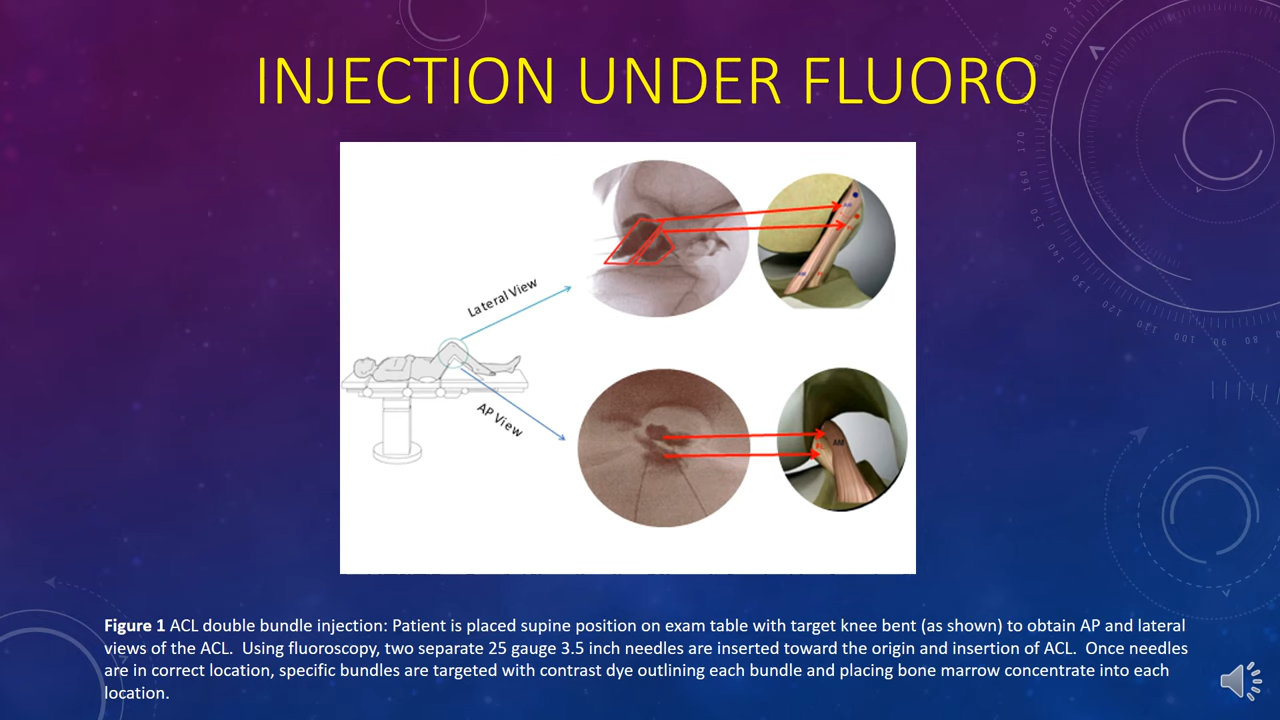 INJECTION UNDER FLUORO
Lateral View
AP View
AM
Figure 1 ACL double bundle injection: Patient is placed supine position on exam table with target knee bent (as shown) to obtain AP and lateral
views of the ACL. Using fluoroscopy, two separate 25 gauge 3.5 inch needles are inserted toward the origin and insertion of ACL. Once needles
are in correct location, specific bundles are targeted with contrast dye outlining each bundle and placing bone marrow concentrate into each
location.